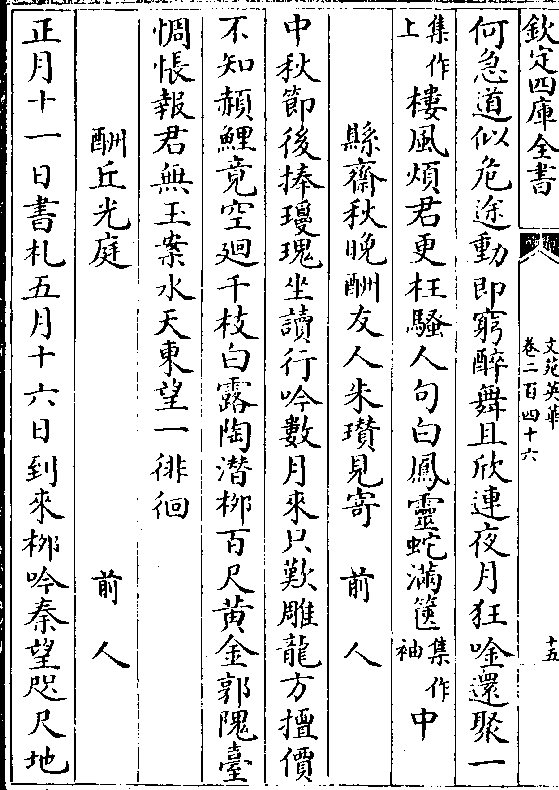 欽定四庫全書
文苑英華
卷二百四十六
十五
何急道似危途動即窮醉舞且欣連夜月狂唫還聚一
集作上樓風煩君更枉騷人句白鳳靈蛇滿篋集作袖中
縣齋秋晚酬友人朱瓚見寄　前人
中秋節後捧瓊瑰坐讀行吟數月來只歎雕龍方擅價
不知赬鯉竟空迴千枝白露陶潛栁百尺黄金郭隗臺
惆悵報君無玉案水天東望一徘徊
酬丘光庭　前人
正月十一日書札五月十六日到來栁吟秦望咫尺地